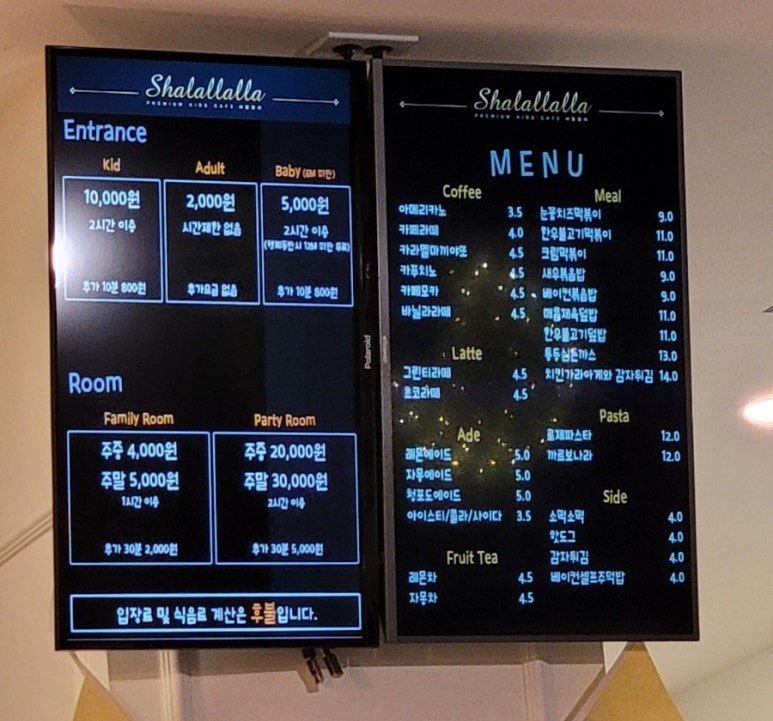 Shalallalla
PREMIUM KIDS CAFE
Entrance
Kid
10,000원
2시간 이용
추가 10분 800원
Adult
2,000원
시간제한 없음
추가요금 없음
Baby (6M 미만)
5,000원
2시간 이용
12M 미만 무료)
추가 10분 800원
Room
Family Room
주중 4,000원
주말 5,000원
1시간 이용
추가 30분 2,000원
Party Room
주중 20,000원
주말 30,000원
2시간 이용
추가 30분 5,000원
입장료 및 식음료 계산은 후불입니다.
Polaroid
Shalallalla
PREMIUM KIDS CAFE
MENU
Coffee
아메리카노 3.5
카페라떼 4.0
카라멜마끼야또 4.5
카푸치노 4.5
카페모카 4.5
바닐라라떼 4.5
Latte
그린티라떼 4.5
초코라떼 4.5
Ade
레몬에이드 5.0
자몽에이드 5.0
청포도에이드 5.0
아이스티/콜라/사이다 3.5
Fruit Tea
레몬차 4.5
자몽차 4.5
Meal
눈꽃치즈떡볶이 9.0
한우불고기떡볶이 11.0
크림떡볶이 11.0
새우볶음밥 9.0
베이컨볶음밥 9.0
매콤제육덮밥 11.0
한우불고기덮밥 11.0
투두심돈까스 13.0
치킨가라아게와 감자튀김 14.0
Pasta
로제파스타 12.0
까르보나라 12.0
Side
소떡소떡 4.0
핫도그 4.0
감자튀김 4.0
베이컨셀프주먹밥 4.0